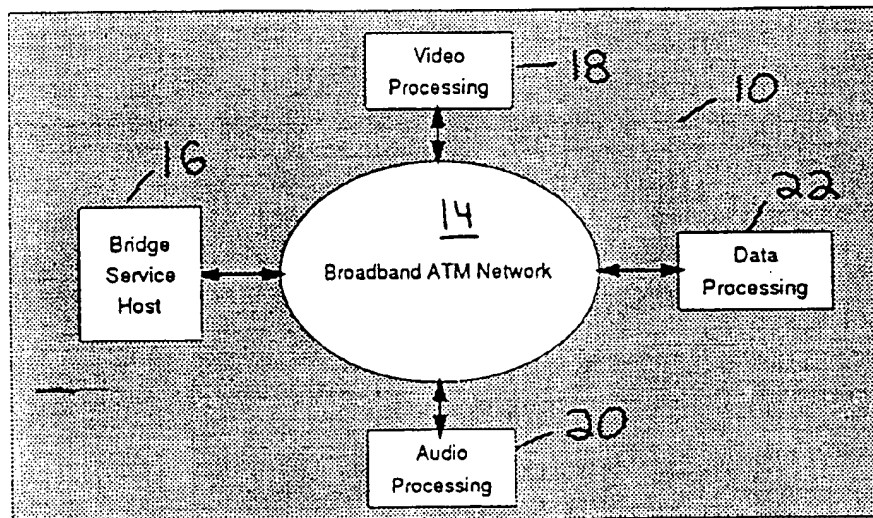 Video
Processing
18
10
16
Bridge
Service
Host
14
Broadband ATM Network
22
Data
Processing
20
Audio
Processing